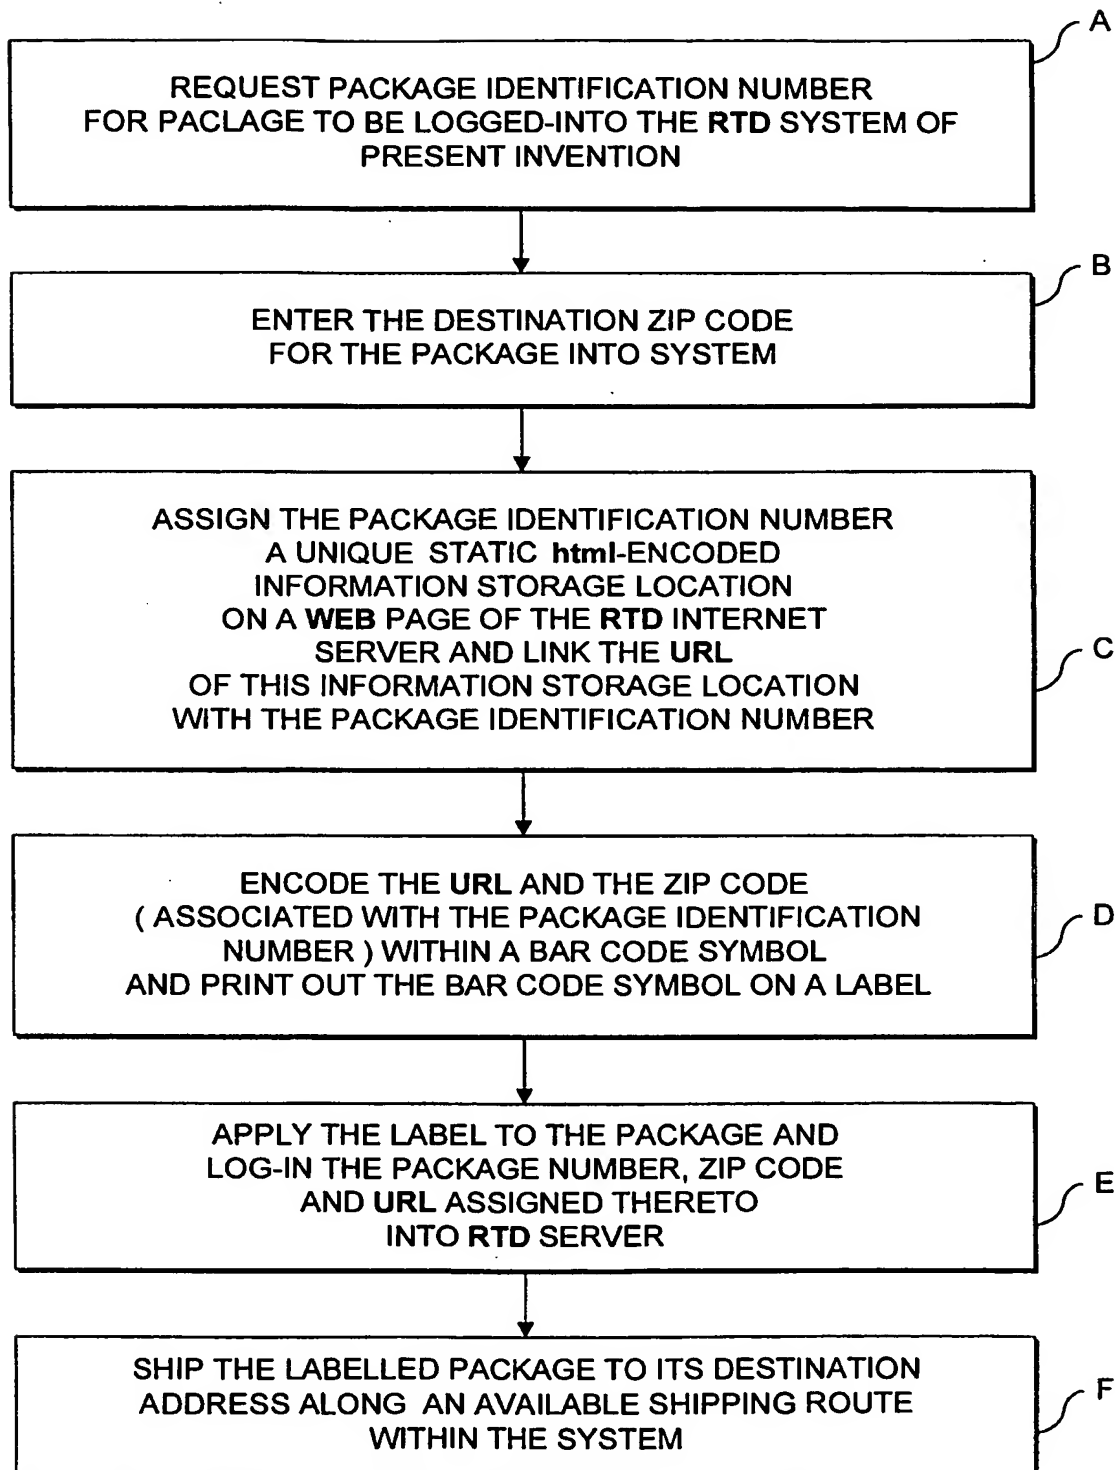 A
REQUEST PACKAGE IDENTIFICATION NUMBER
FOR PACLAGE TO BE LOGGED-INTO THE RTD SYSTEM OF
PRESENT INVENTION
B
ENTER THE DESTINATION ZIP CODE
FOR THE PACKAGE INTO SYSTEM
ASSIGN THE PACKAGE IDENTIFICATION NUMBER
A UNIQUE STATIC html-ENCODED
INFORMATION STORAGE LOCATION
ON A WEB PAGE OF THE RTD INTERNET
SERVER AND LINK THE URL
OF THIS INFORMATION STORAGE LOCATION
WITH THE PACKAGE IDENTIFICATION NUMBER
C
ENCODE THE URL AND THE ZIP CODE
( ASSOCIATED WITH THE PACKAGE IDENTIFICATION
NUMBER ) WITHIN A BAR CODE SYMBOL
AND PRINT OUT THE BAR CODE SYMBOL ON A LABEL
D
APPLY THE LABEL TO THE PACKAGE AND
LOG-IN THE PACKAGE NUMBER, ZIP CODE
AND URL ASSIGNED THERETO
INTO RTD SERVER
E
SHIP THE LABELLED PACKAGE TO ITS DESTINATION
ADDRESS ALONG AN AVAILABLE SHIPPING ROUTE
WITHIN THE SYSTEM
F